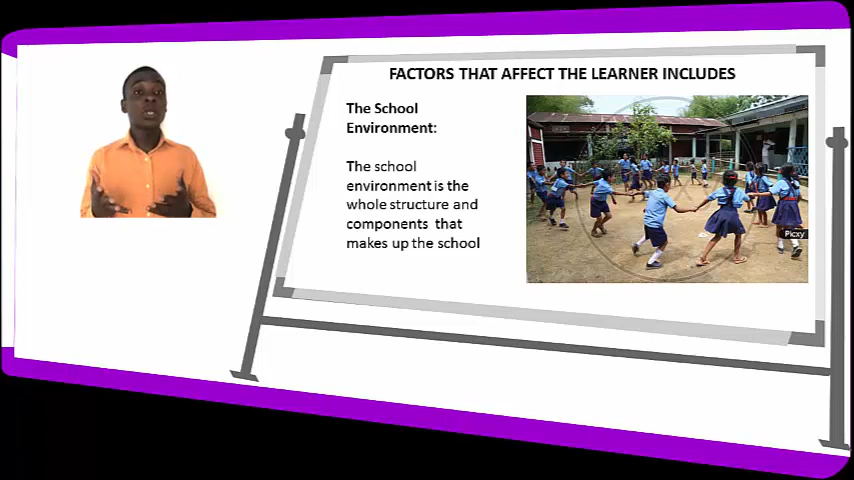 FACTORS THAT AFFECT THE LEARNER INCLUDES
The School
Environment:
The school
environment is the
whole structure and
components that
makes up the school
Picxy